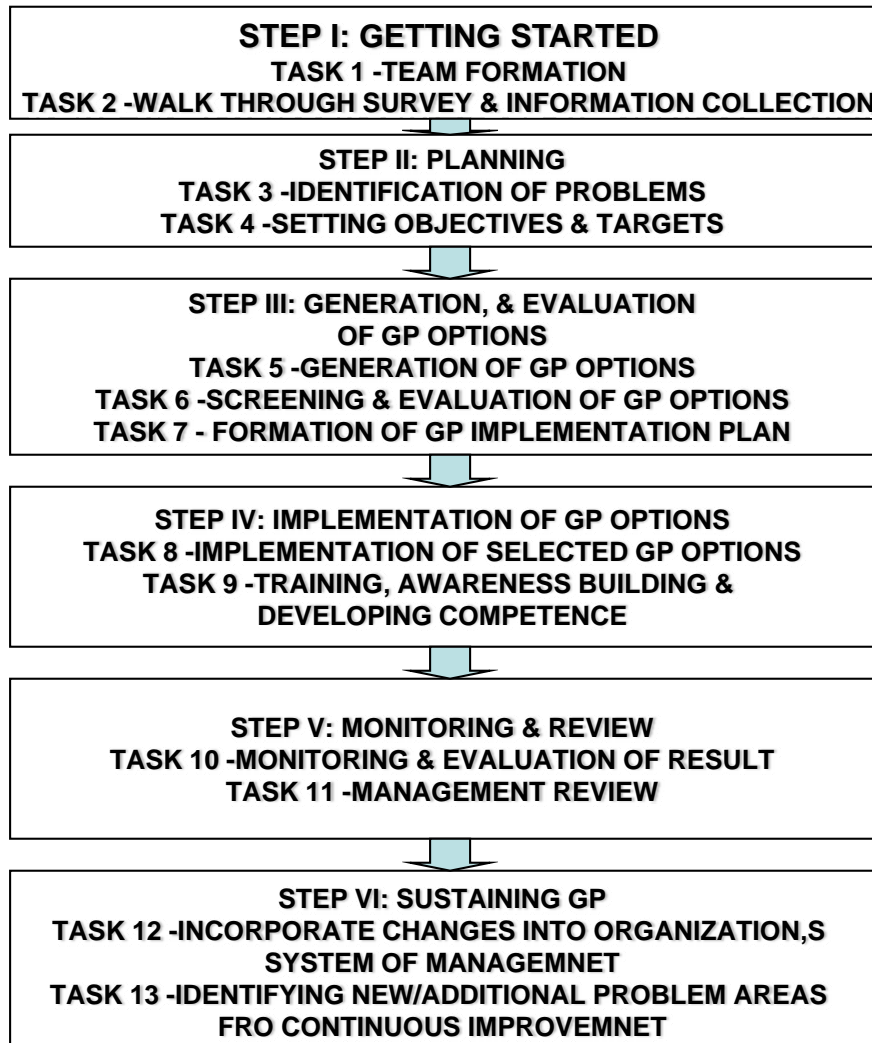 STEP I: GETTING STARTED
TASK 1 -TEAM FORMATION
TASK 2 -WALK THROUGH SURVEY & INFORMATION COLLECTION
STEP II: PLANNING
TASK 3 -IDENTIFICATION OF PROBLEMS
TASK 4 -SETTING OBJECTIVES & TARGETS
STEP III: GENERATION, & EVALUATION
OF GP OPTIONS
TASK 5 -GENERATION OF GP OPTIONS
TASK 6 -SCREENING & EVALUATION OF GP OPTIONS
TASK 7 - FORMATION OF GP IMPLEMENTATION PLAN
STEP IV: IMPLEMENTATION OF GP OPTIONS
TASK 8 -IMPLEMENTATION OF SELECTED GP OPTIONS
TASK 9 -TRAINING, AWARENESS BUILDING &
DEVELOPING COMPETENCE
STEP V: MONITORING & REVIEW
TASK 10 -MONITORING & EVALUATION OF RESULT
TASK 11 -MANAGEMENT REVIEW
STEP VI: SUSTAINING GP
TASK 12 -INCORPORATE CHANGES INTO ORGANIZATION,S
SYSTEM OF MANAGEMNET
TASK 13 -IDENTIFYING NEW/ADDITIONAL PROBLEM AREAS
FRO CONTINUOUS IMPROVEMNET